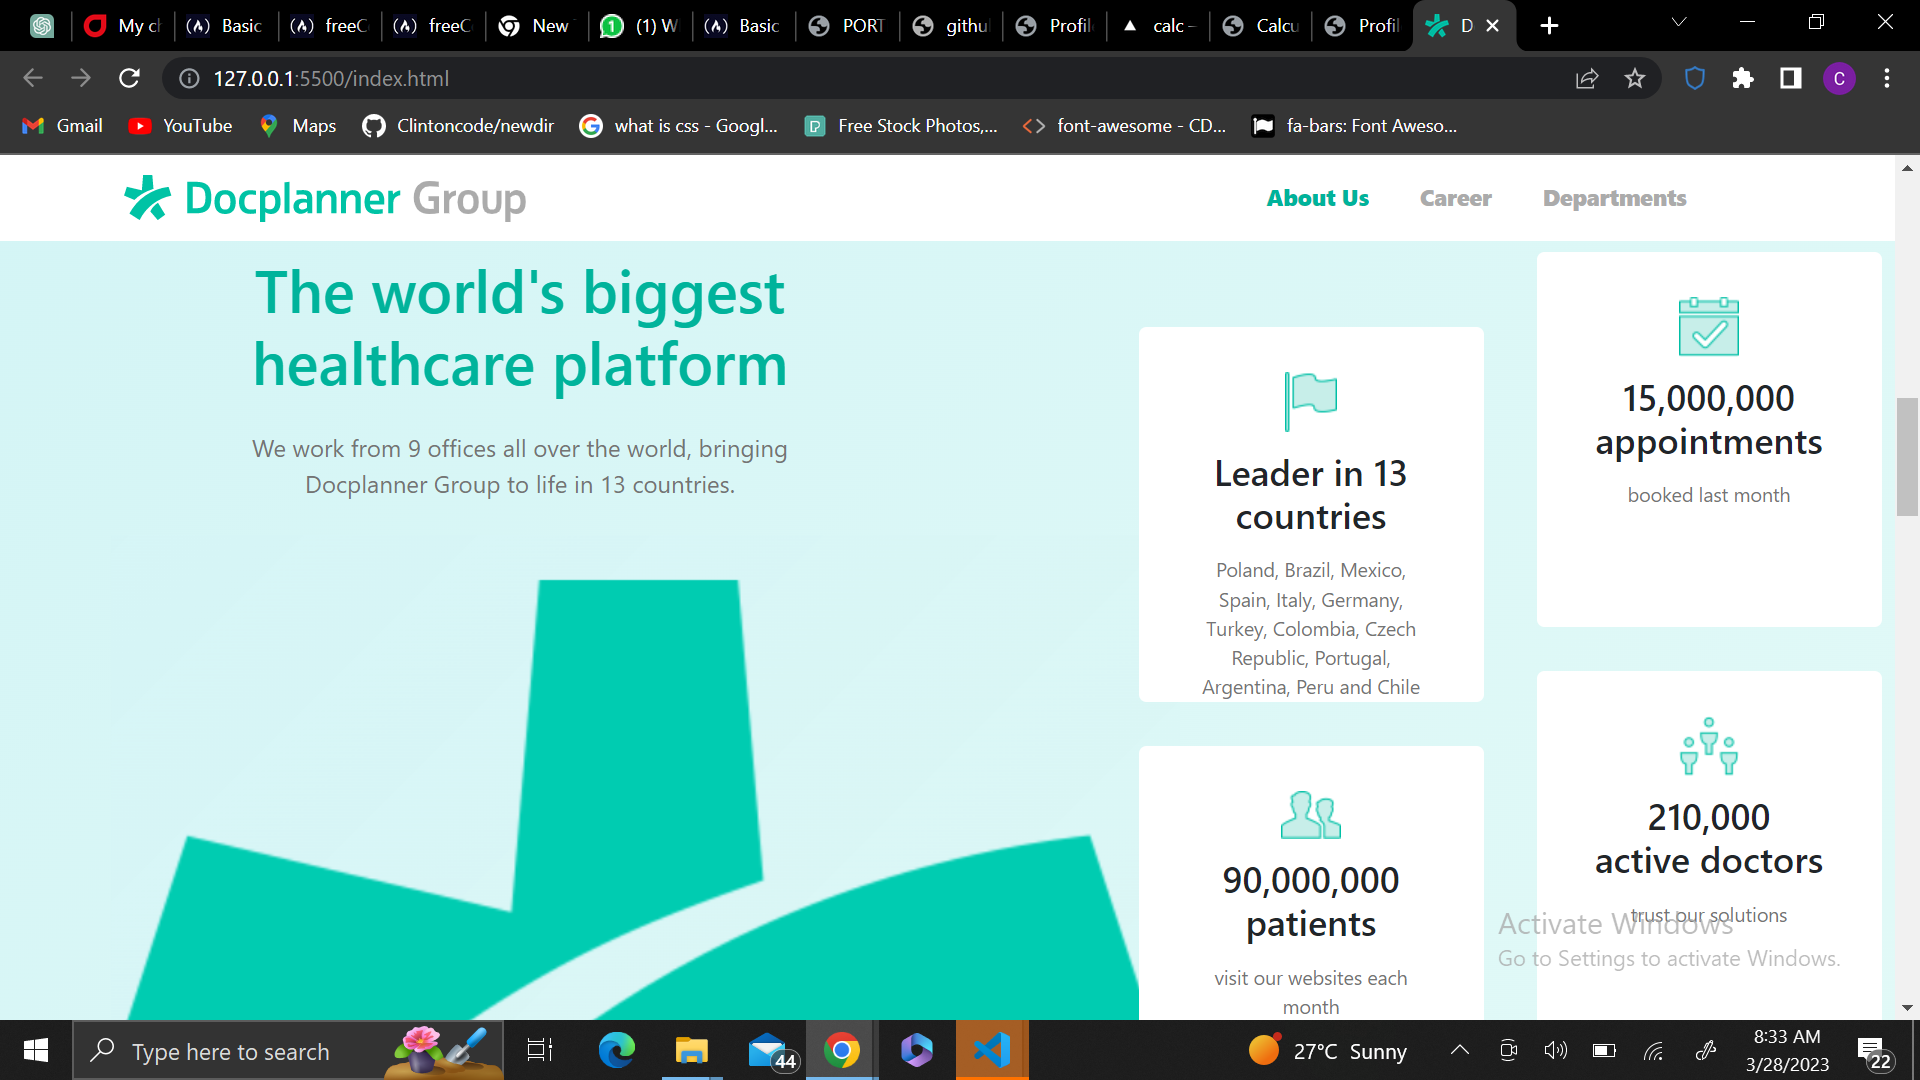 My ch
Basic
freeC
freeC
New
(1) W
Basic
PORT
githu
Profil
calc -
Calcu
Profil
D
127.0.0.1:5500/index.html
C
Gmail
YouTube
Maps
Clintoncode/newdir
what is css - Googl...
Free Stock Photos,...
font-awesome - CD...
fa-bars: Font Aweso...
Docplanner Group
About Us
Career
Departments
The world's biggest
healthcare platform
We work from 9 offices all over the world, bringing
Docplanner Group to life in 13 countries.
Leader in 13
countries
Poland, Brazil, Mexico,
Spain, Italy, Germany,
Turkey, Colombia, Czech
Republic, Portugal,
Argentina, Peru and Chile
15,000,000
appointments
booked last month
90,000,000
patients
visit our websites each
month
210,000
active doctors
trust our solutions
Activate Windows
Go to Settings to activate Windows.
Type here to search
44
27°C Sunny
8:33 AM
3/28/2023
22